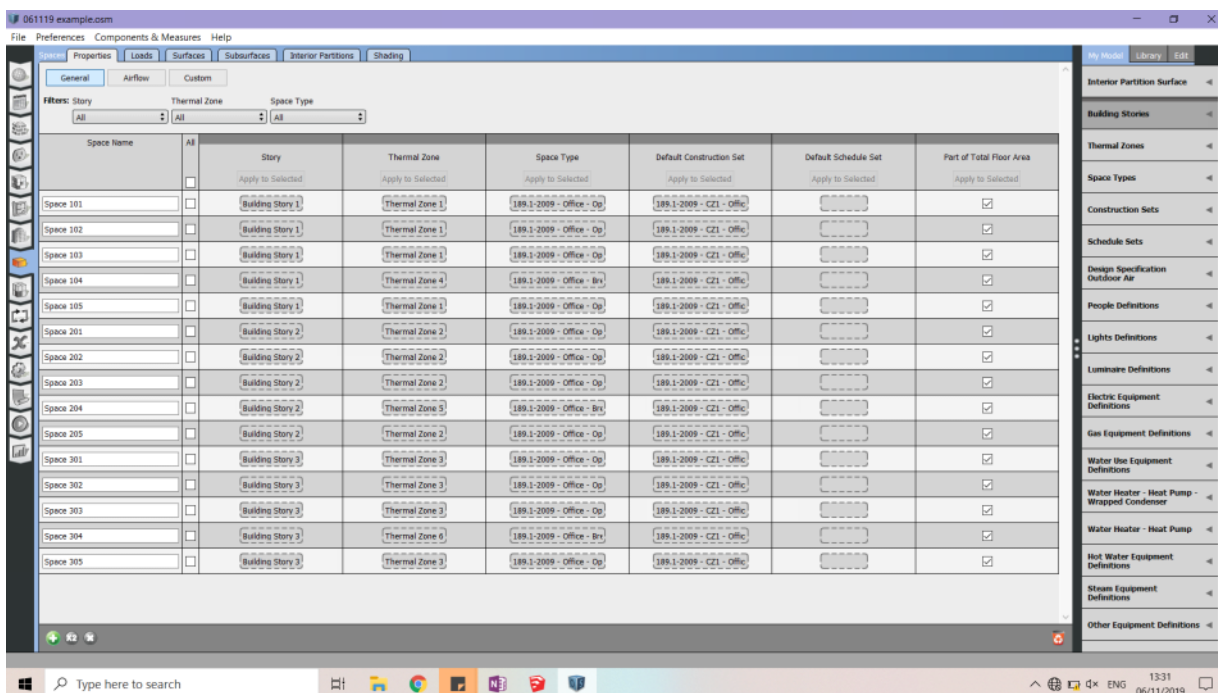 061119 example.osm
File Preferences Components & Measures Help
Spaces Properties Loads Surfaces Subsurfaces Interior Partitions Shading
My Model Library Edit
General Airflow Custom
Filters: Story Thermal Zone Space Type
All All All
Space Name All Story Thermal Zone Space Type Default Construction Set Default Schedule Set Part of Total Floor Area
Apply to Selected Apply to Selected Apply to Selected Apply to Selected Apply to Selected Apply to Selected
Space 101 Building Story 1 Thermal Zone 1 189.1-2009 - Office - Op 189.1-2009 - CZ1 - Offic
Space 102 Building Story 1 Thermal Zone 1 189.1-2009 - Office - Op 189.1-2009 - CZ1 - Offic
Space 103 Building Story 1 Thermal Zone 1 189.1-2009 - Office - Op 189.1-2009 - CZ1 - Offic
Space 104 Building Story 1 Thermal Zone 4 189.1-2009 - Office - Bre 189.1-2009 - CZ1 - Offic
Space 105 Building Story 1 Thermal Zone 1 189.1-2009 - Office - Op 189.1-2009 - CZ1 - Offic
Space 201 Building Story 2 Thermal Zone 2 189.1-2009 - Office - Op 189.1-2009 - CZ1 - Offic
Space 202 Building Story 2 Thermal Zone 2 189.1-2009 - Office - Op 189.1-2009 - CZ1 - Offic
Space 203 Building Story 2 Thermal Zone 2 189.1-2009 - Office - Op 189.1-2009 - CZ1 - Offic
Space 204 Building Story 2 Thermal Zone 5 189.1-2009 - Office - Bre 189.1-2009 - CZ1 - Offic
Space 205 Building Story 2 Thermal Zone 2 189.1-2009 - Office - Op 189.1-2009 - CZ1 - Offic
Space 301 Building Story 3 Thermal Zone 3 189.1-2009 - Office - Op 189.1-2009 - CZ1 - Offic
Space 302 Building Story 3 Thermal Zone 3 189.1-2009 - Office - Op 189.1-2009 - CZ1 - Offic
Space 303 Building Story 3 Thermal Zone 3 189.1-2009 - Office - Op 189.1-2009 - CZ1 - Offic
Space 304 Building Story 3 Thermal Zone 6 189.1-2009 - Office - Bre 189.1-2009 - CZ1 - Offic
Space 305 Building Story 3 Thermal Zone 3 189.1-2009 - Office - Op 189.1-2009 - CZ1 - Offic
Interior Partition Surface
Building Stories
Thermal Zones
Space Types
Construction Sets
Schedule Sets
Design Specification
Outdoor Air
People Definitions
Lights Definitions
Luminaire Definitions
Electric Equipment
Definitions
Gas Equipment Definitions
Water Use Equipment
Definitions
Water Heater - Heat Pump -
Wrapped Condenser
Water Heater - Heat Pump
Hot Water Equipment
Definitions
Steam Equipment
Definitions
Other Equipment Definitions
Type here to search
ENG
13:31
06/11/2019